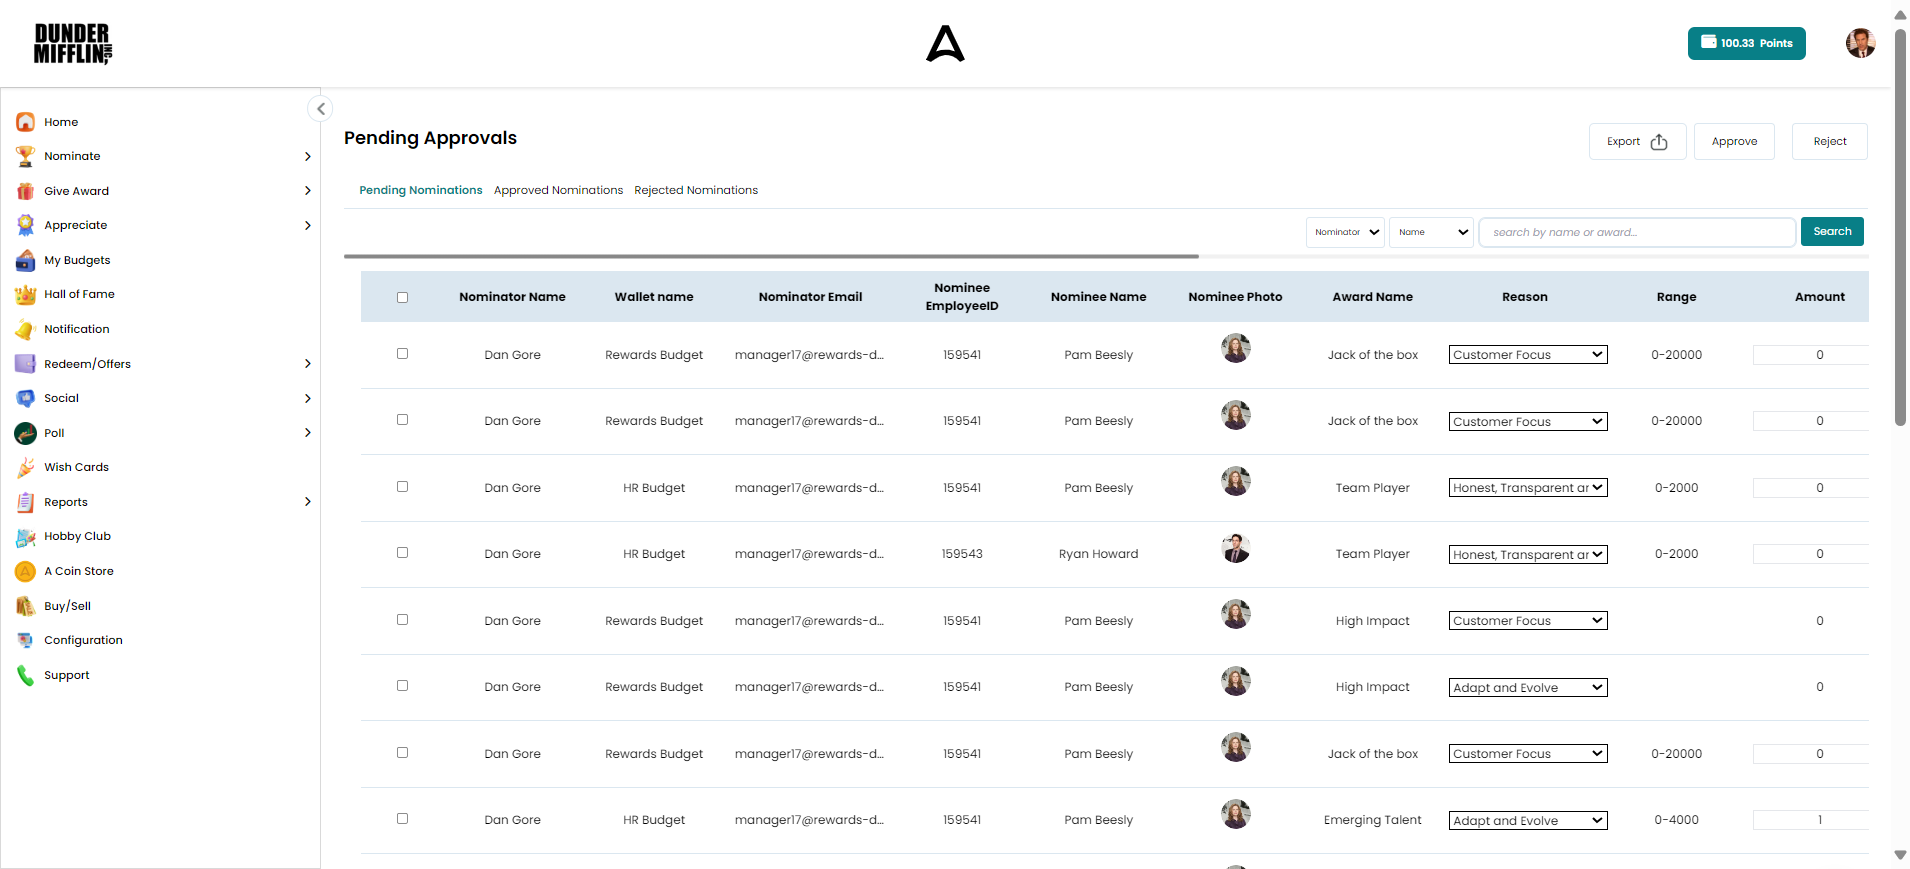 DUNDER
MIFFLIN, INC
100.33 Points
Home
Nominate
Give Award
Appreciate
My Budgets
Hall of Fame
Notification
Redeem/Offers
Social
Poll
Wish Cards
Reports
Hobby Club
A Coin Store
Buy/Sell
Configuration
Support
Pending Approvals
Export
Approve
Reject
Pending Nominations Approved Nominations Rejected Nominations
Nominator Name search by name or award... Search
Nominator Name Wallet name Nominator Email Nominee EmployeeID Nominee Name Nominee Photo Award Name Reason Range Amount
Dan Gore Rewards Budget manager17@rewards-d... 159541 Pam Beesly Jack of the box Customer Focus 0-20000 0
Dan Gore Rewards Budget manager17@rewards-d... 159541 Pam Beesly Jack of the box Customer Focus 0-20000 0
Dan Gore HR Budget manager17@rewards-d... 159541 Pam Beesly Team Player Honest, Transparent ar 0-2000 0
Dan Gore HR Budget manager17@rewards-d... 159543 Ryan Howard Team Player Honest, Transparent ar 0-2000 0
Dan Gore Rewards Budget manager17@rewards-d... 159541 Pam Beesly High Impact Customer Focus 0
Dan Gore Rewards Budget manager17@rewards-d... 159541 Pam Beesly High Impact Adapt and Evolve 0
Dan Gore Rewards Budget manager17@rewards-d... 159541 Pam Beesly Jack of the box Customer Focus 0-20000 0
Dan Gore HR Budget manager17@rewards-d... 159541 Pam Beesly Emerging Talent Adapt and Evolve 0-4000 1